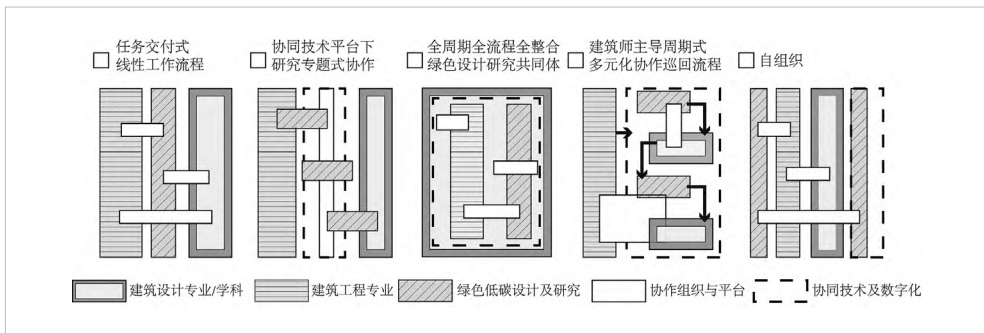 任务交付式
线性工作流程
协同技术平台下
研究专题式协作
全周期全流程全整合
绿色设计研究共同体
建筑师主导周期式
多元化协作巡回流程
自组织
建筑设计专业/学科
建筑工程专业
绿色低碳设计及研究
协作组织与平台
协同技术及数字化